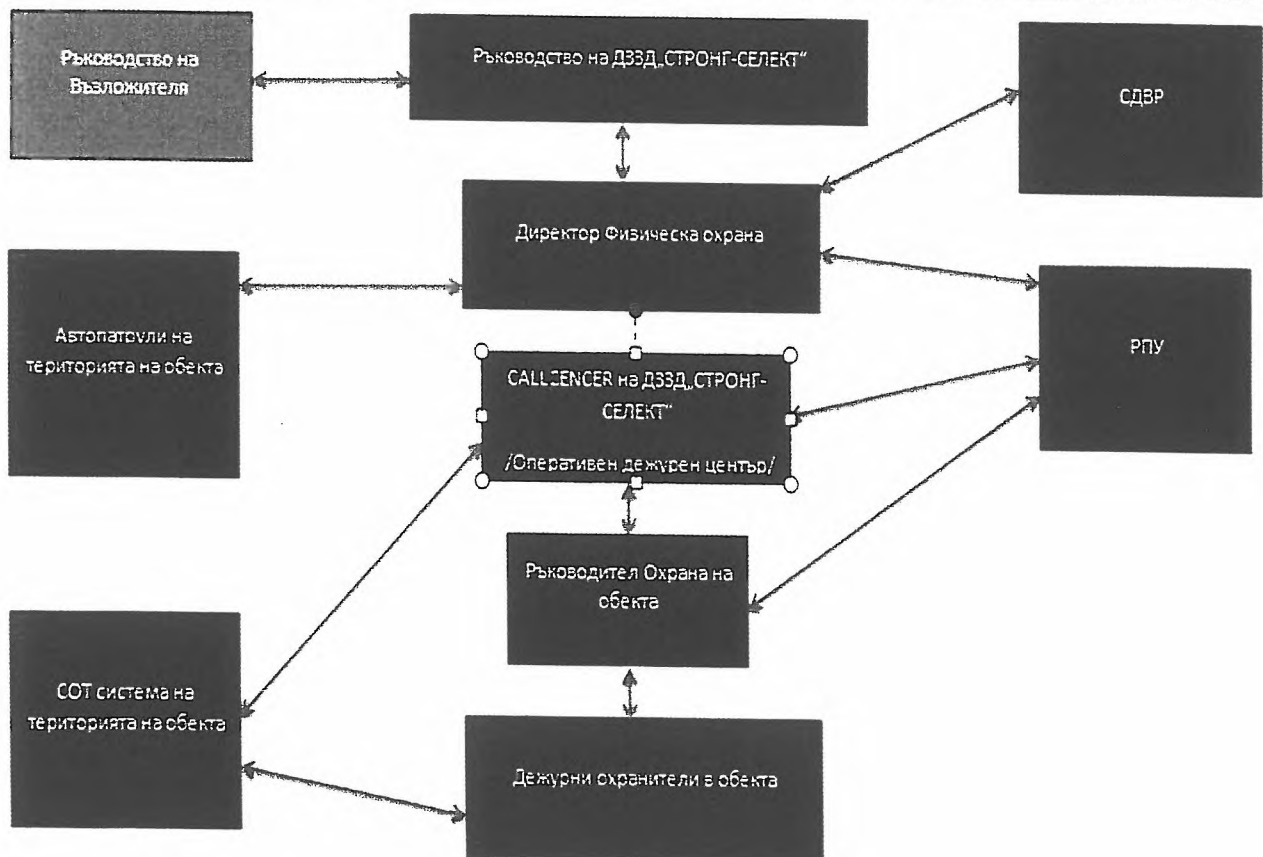 Ръководство на
Възложителя
Ръководство на ДЗЗД„СТРОНГ-СЕЛЕКТ“
СДВР
Директор Физическа охрана
Автопатрули на
територията на обекта
РПУ
CALLCENCER на ДЗЗД„СТРОНГ-
СЕЛЕКТ“
/Оперативен дежурен център/
Ръководител Охрана на
обекта
СОТ система на
територията на обекта
Дежурни охранители в обекта